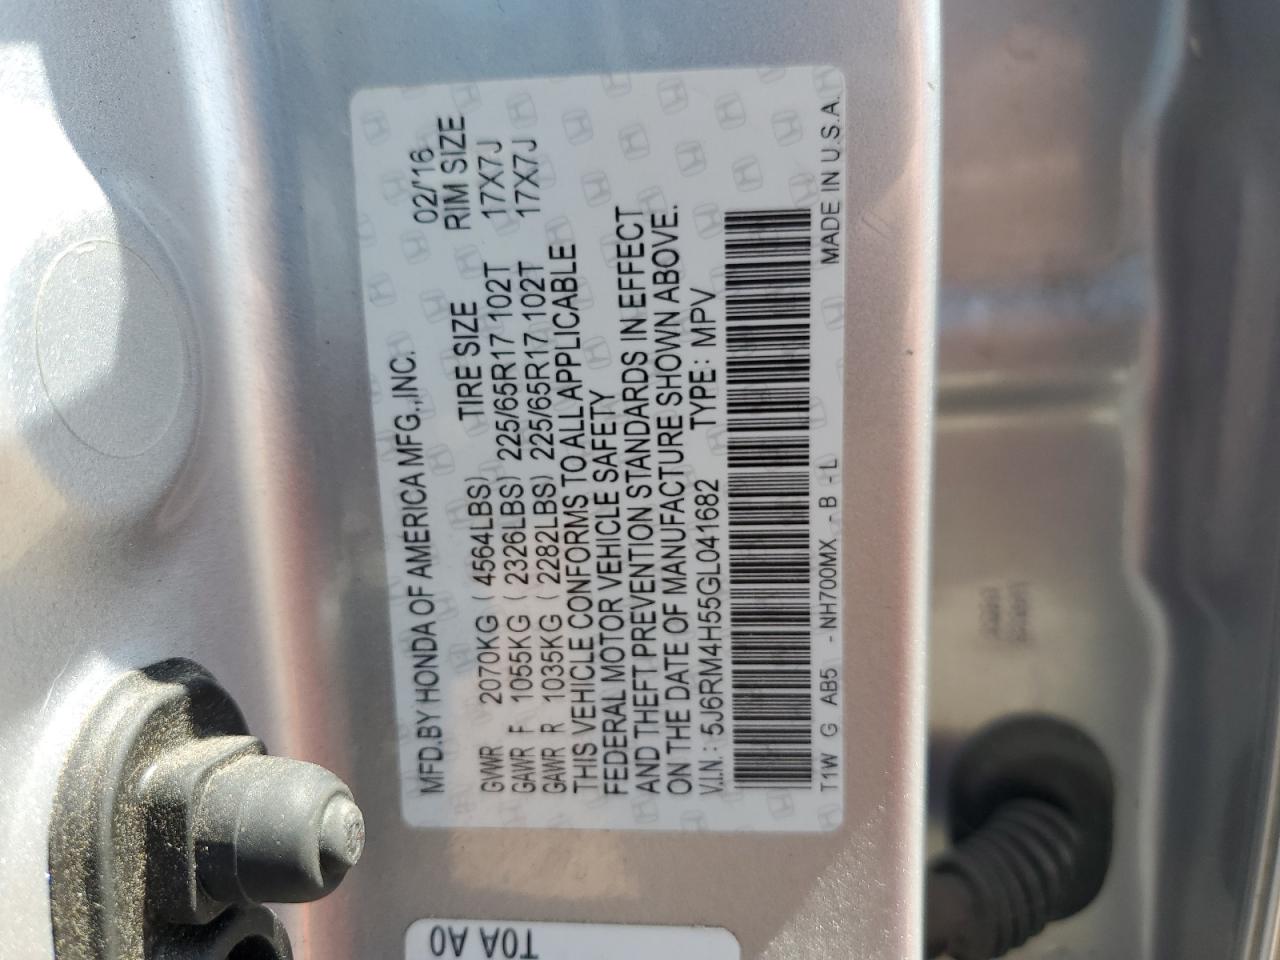 MFD.BY HONDA OF AMERICA MFG.,INC. 02/'16
TIRE SIZE RIM SIZE
GVWR 2070KG ( 4564LBS)
GAWR F 1055KG ( 2326LBS) 225/65R17 102T 17X7J
GAWR R 1035KG ( 2282LBS) 225/65R17 102T 17X7J
THIS VEHICLE CONFORMS TO ALL APPLICABLE
FEDERAL MOTOR VEHICLE SAFETY
AND THEFT PREVENTION STANDARDS IN EFFECT
ON THE DATE OF MANUFACTURE SHOWN ABOVE.
V.I.N.: 5J6RM4H55GL041682 TYPE: MPV
T1W G AB5 - NH700MX - B - L MADE IN U.S.A.
T0A A0